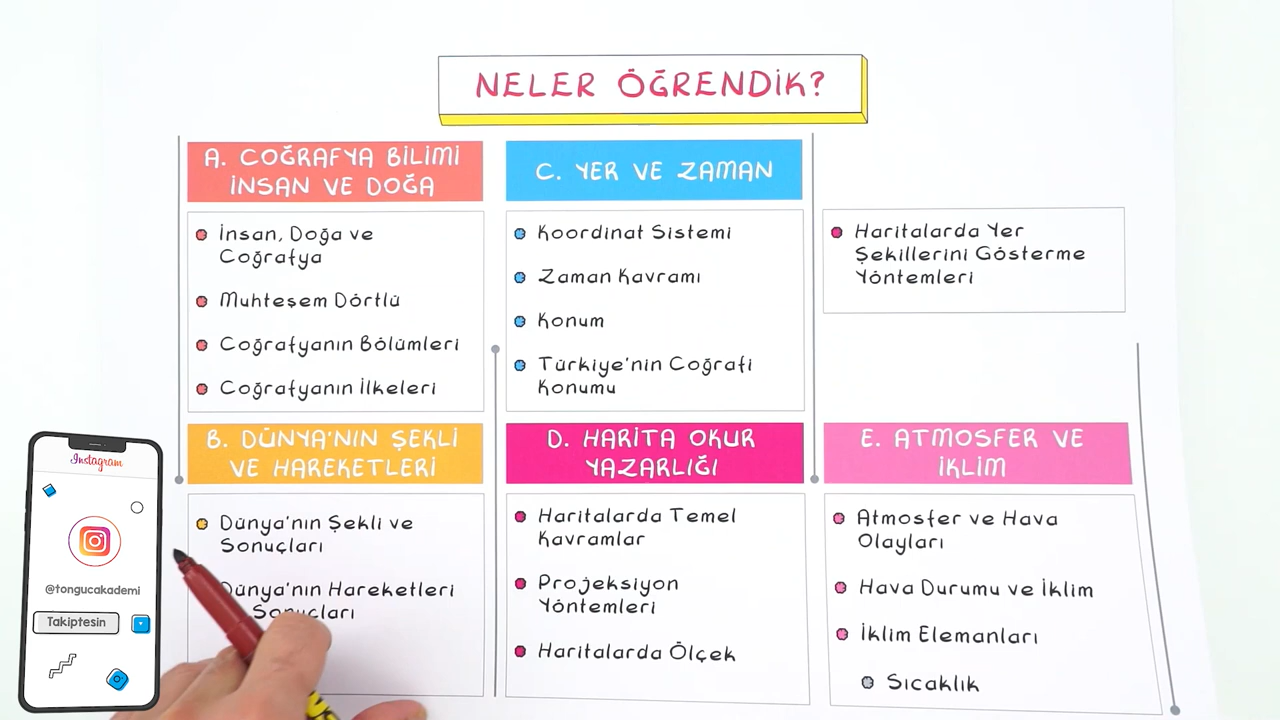 NELER ÖĞRENDİK?
A. COĞRAFYA BİLİMİ
İNSAN VE DOĞA
İnsan, Doğa ve
Coğrafya
Muhteşem Dörtlü
Coğrafyanın Bölümleri
Coğrafyanın İlkeleri
B. DÜNYA'NIN ŞEKLİ
VE HAREKETLERİ
Dünya'nın Şekli ve
Sonuçları
Dünya'nın Hareketleri
Sonuçları
C. YER VE ZAMAN
Koordinat Sistemi
Zaman Kavramı
Konum
Türkiye'nin Coğrafi
Konumu
D. HARİTA OKUR
YAZARLIĞI
Haritalarda Temel
Kavramlar
Projeksiyon
Yöntemleri
Haritalarda Ölçek
Haritalarda Yer
Şekillerini Gösterme
Yöntemleri
E. ATMOSFER VE
İKLİM
Atmosfer ve Hava
Olayları
Hava Durumu ve İklim
İklim Elemanları
Sıcaklık
Instagram
@tongucakademi
Takiptesin